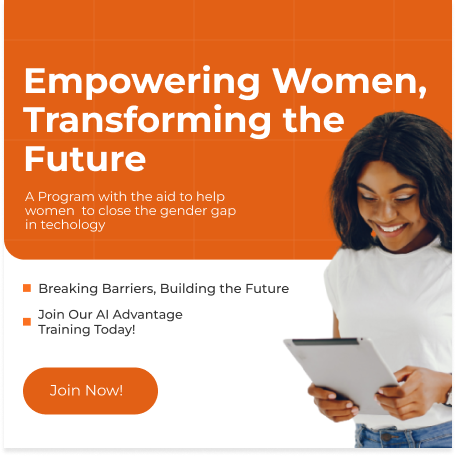 Empowering Women,
Transforming the
Future
A Program with the aid to help
women to close the gender gap
in techology
Breaking Barriers, Building the Future
Join Our AI Advantage
Training Today!
Join Now!